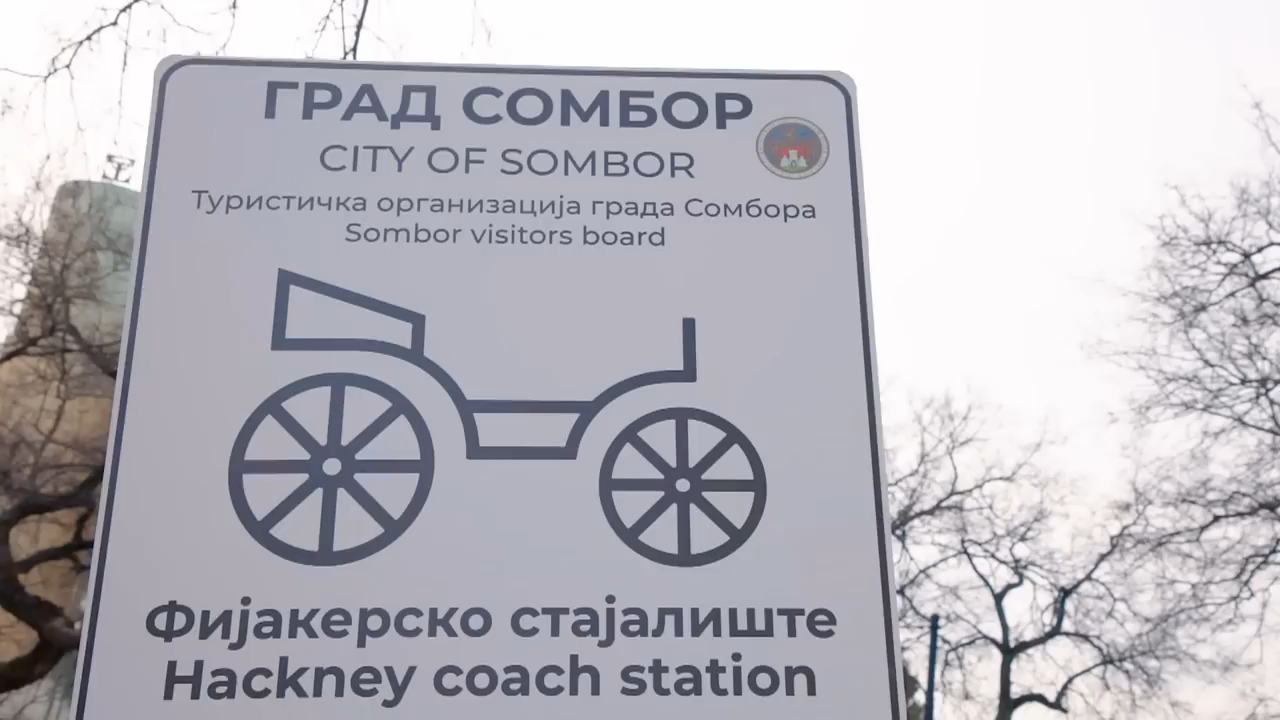 ГРАД СОМБОР
CITY OF SOMBOR
Туристичка организација града Сомбора
Sombor visitors board
Фијакерско стајалиште
Hackney coach station